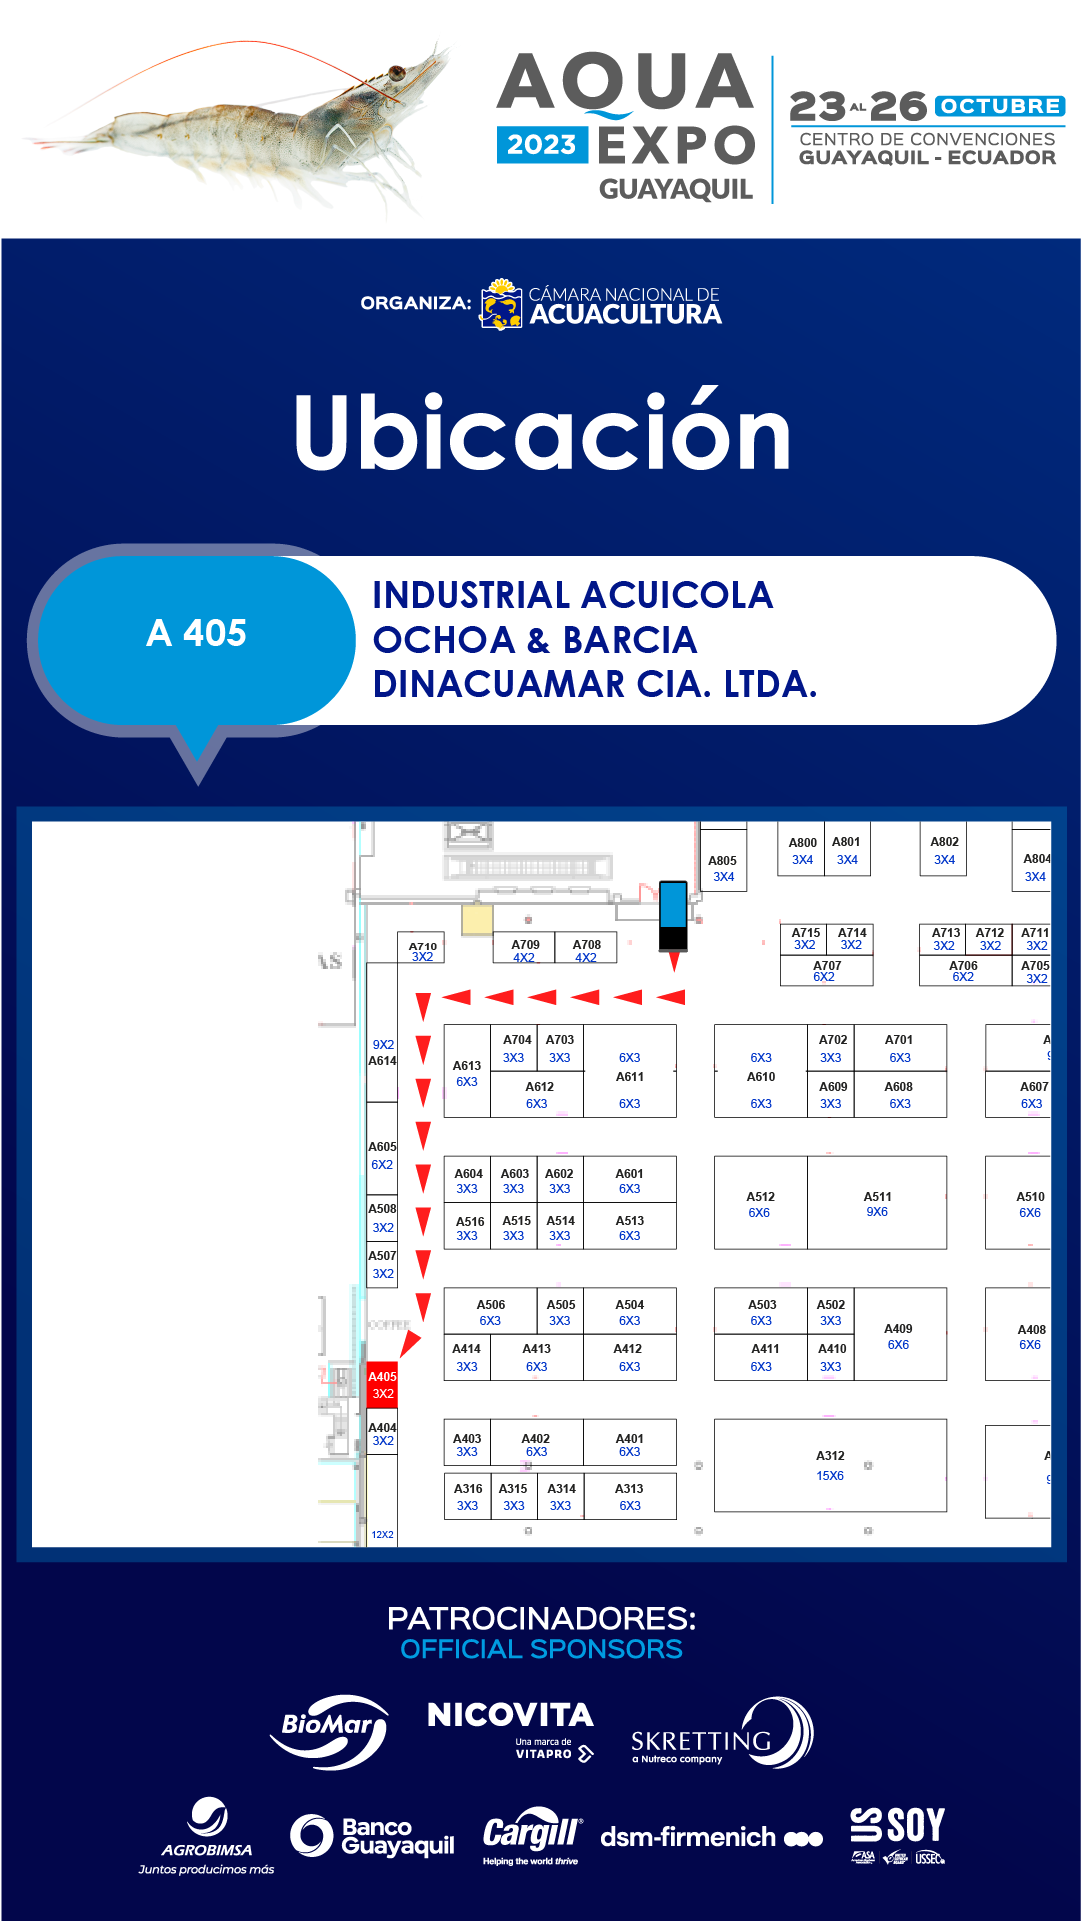 AQUA
2023 EXPO
GUAYAQUIL
23 AL 26 OCTUBRE
CENTRO DE CONVENCIONES
GUAYAQUIL - ECUADOR
ORGANIZA:
CÁMARA NACIONAL DE
ACUACULTURA
Ubicación
A 405
INDUSTRIAL ACUICOLA
OCHOA & BARCIA
DINACUAMAR CIA. LTDA.
A805
3X4
A800
3X4
A801
3X4
A802
3X4
A804
3X4
A710
3X2
A709
4X2
A708
4X2
A715
3X2
A714
3X2
A707
6X2
A713
3X2
A712
3X2
A711
3X2
A706
6X2
A705
3X2
9X2
A614
A613
6X3
A704
3X3
A703
3X3
6X3
A611
6X3
A612
6X3
6X3
A610
6X3
A702
3X3
A701
6X3
A609
3X3
A608
6X3
A607
6X3
A605
6X2
A508
3X2
A507
3X2
A604
3X3
A603
3X3
A602
3X3
A601
6X3
A516
3X3
A515
3X3
A514
3X3
A513
6X3
A512
6X6
A511
9X6
A510
6X6
COFFEE
A506
6X3
A505
3X3
A504
6X3
A414
3X3
A413
6X3
A412
6X3
A503
6X3
A502
3X3
A411
6X3
A410
3X3
A409
6X6
A408
6X6
A405
3X2
A404
3X2
12X2
A403
3X3
A402
6X3
A401
6X3
A316
3X3
A315
3X3
A314
3X3
A313
6X3
A312
15X6
PATROCINADORES:
OFFICIAL SPONSORS
BioMar
NICOVITA
Una marca de
VITAPRO
SKRETTING
a Nutreco company
AGROBIMSA
Juntos producimos más
Banco
Guayaquil
Cargill®
Helping the world thrive
dsm-firmenich
US SOY
ASA
USSEC